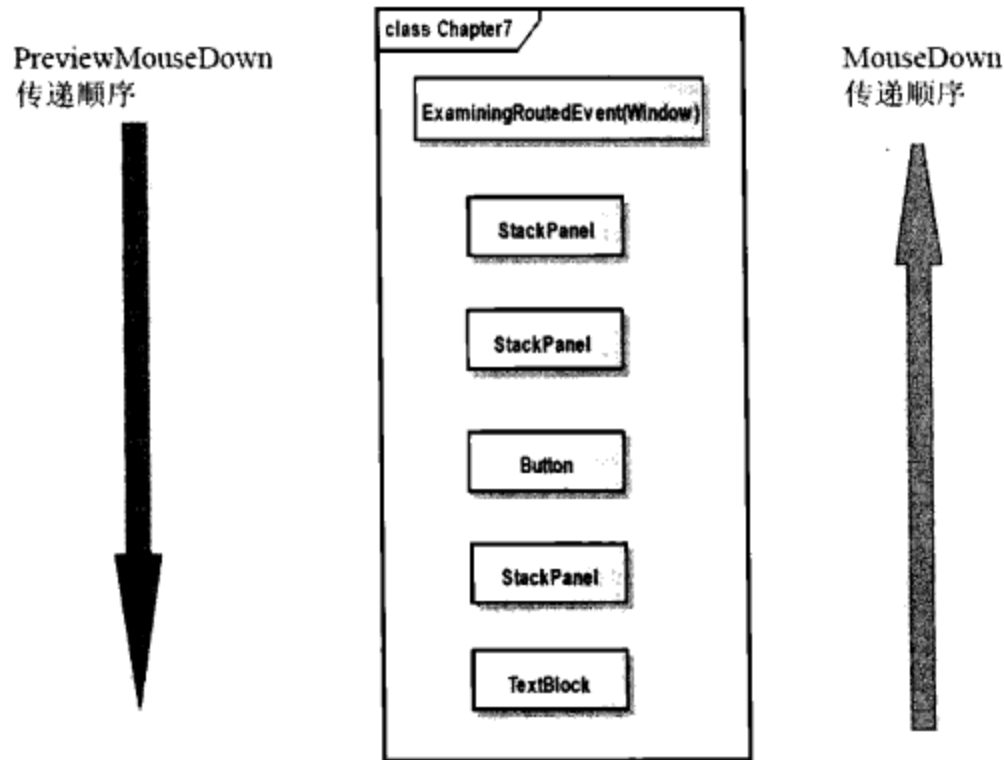 PreviewMouseDown
传递顺序
class Chapter7
ExaminingRoutedEvent(Window)
StackPanel
StackPanel
Button
StackPanel
TextBlock
MouseDown
传递顺序